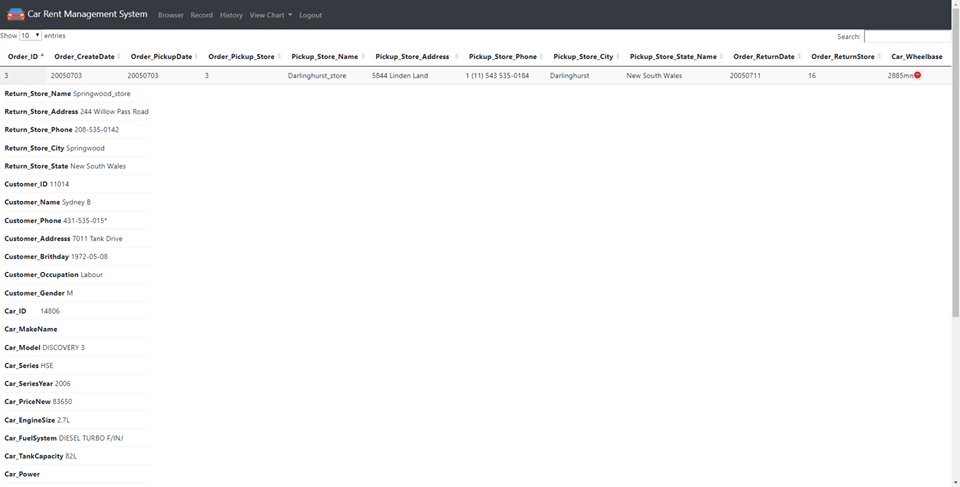 Car Rent Management System Browser Record History View Chart Logout
Show 10 entries Search:
Order_ID Order_CreateDate Order_PickupDate Order_Pickup_Store Pickup_Store_Name Pickup_Store_Address Pickup_Store_Phone Pickup_Store_City Pickup_Store_State_Name Order_ReturnDate Order_ReturnStore Car_Wheelbase
3 20050703 20050703 3 Darlinghurst_store 5844 Linden Land 1 (11) 543 535-0184 Darlinghurst New South Wales 20050711 16 2885mn
Return_Store_Name Springwood_store
Return_Store_Address 244 Willow Pass Road
Return_Store_Phone 208-535-0142
Return_Store_City Springwood
Return_Store_State New South Wales
Customer_ID 11014
Customer_Name Sydney B
Customer_Phone 431-535-015*
Customer_Addresss 7011 Tank Drive
Customer_Brithday 1972-05-08
Customer_Occupation Labour
Customer_Gender M
Car_ID 14806
Car_MakeName
Car_Model DISCOVERY 3
Car_Series HSE
Car_SeriesYear 2006
Car_PriceNew 83650
Car_EngineSize 2.7L
Car_FuelSystem DIESEL TURBO F/INJ
Car_TankCapacity 82L
Car_Power